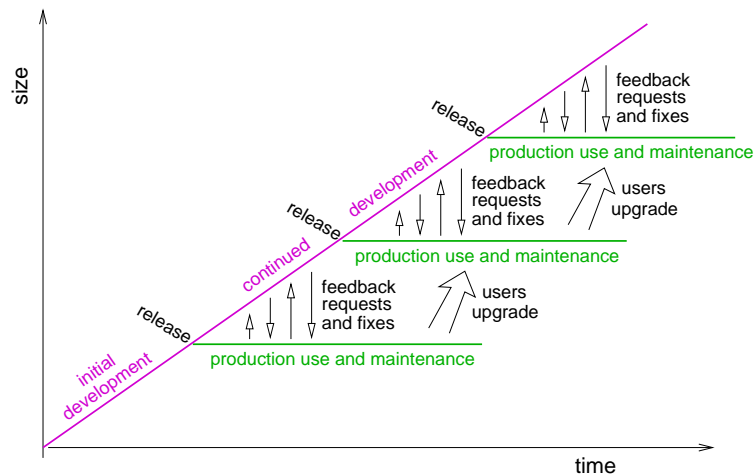 size
release
feedback
requests
and fixes
production use and maintenance
development
users
upgrade
release
feedback
requests
and fixes
production use and maintenance
continued
users
upgrade
release
feedback
requests
and fixes
production use and maintenance
initial
development
time